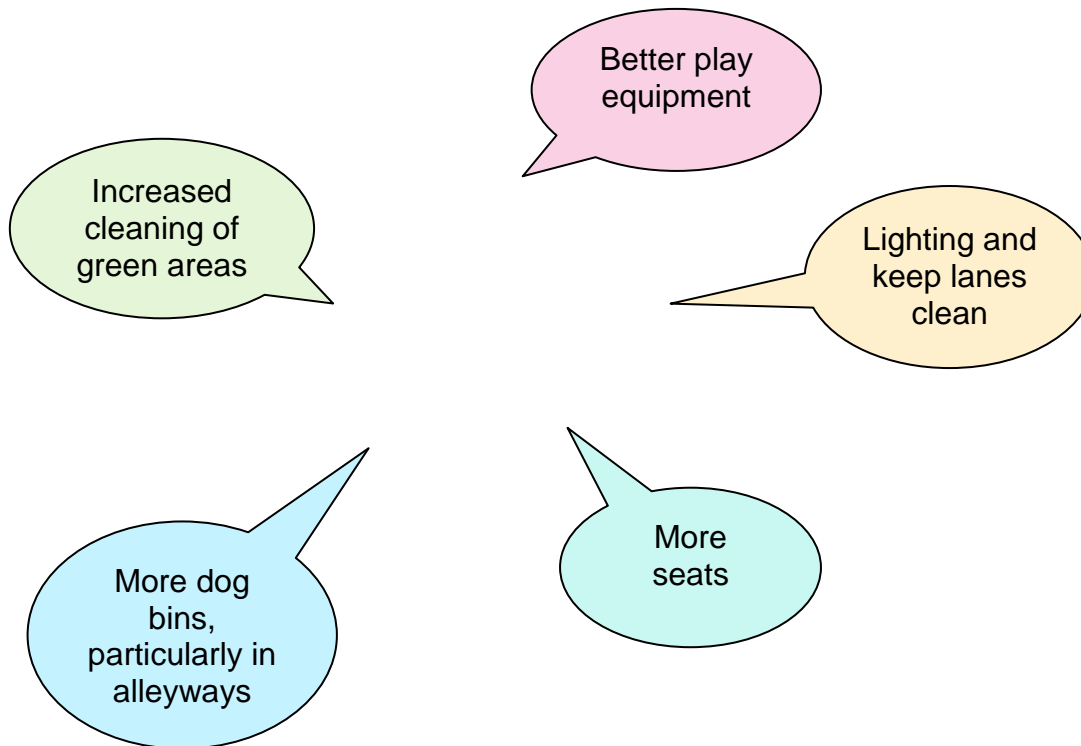 Better play
equipment
Increased
cleaning of
green areas
Lighting and
keep lanes
clean
More
seats
More dog
bins,
particularly in
alleyways